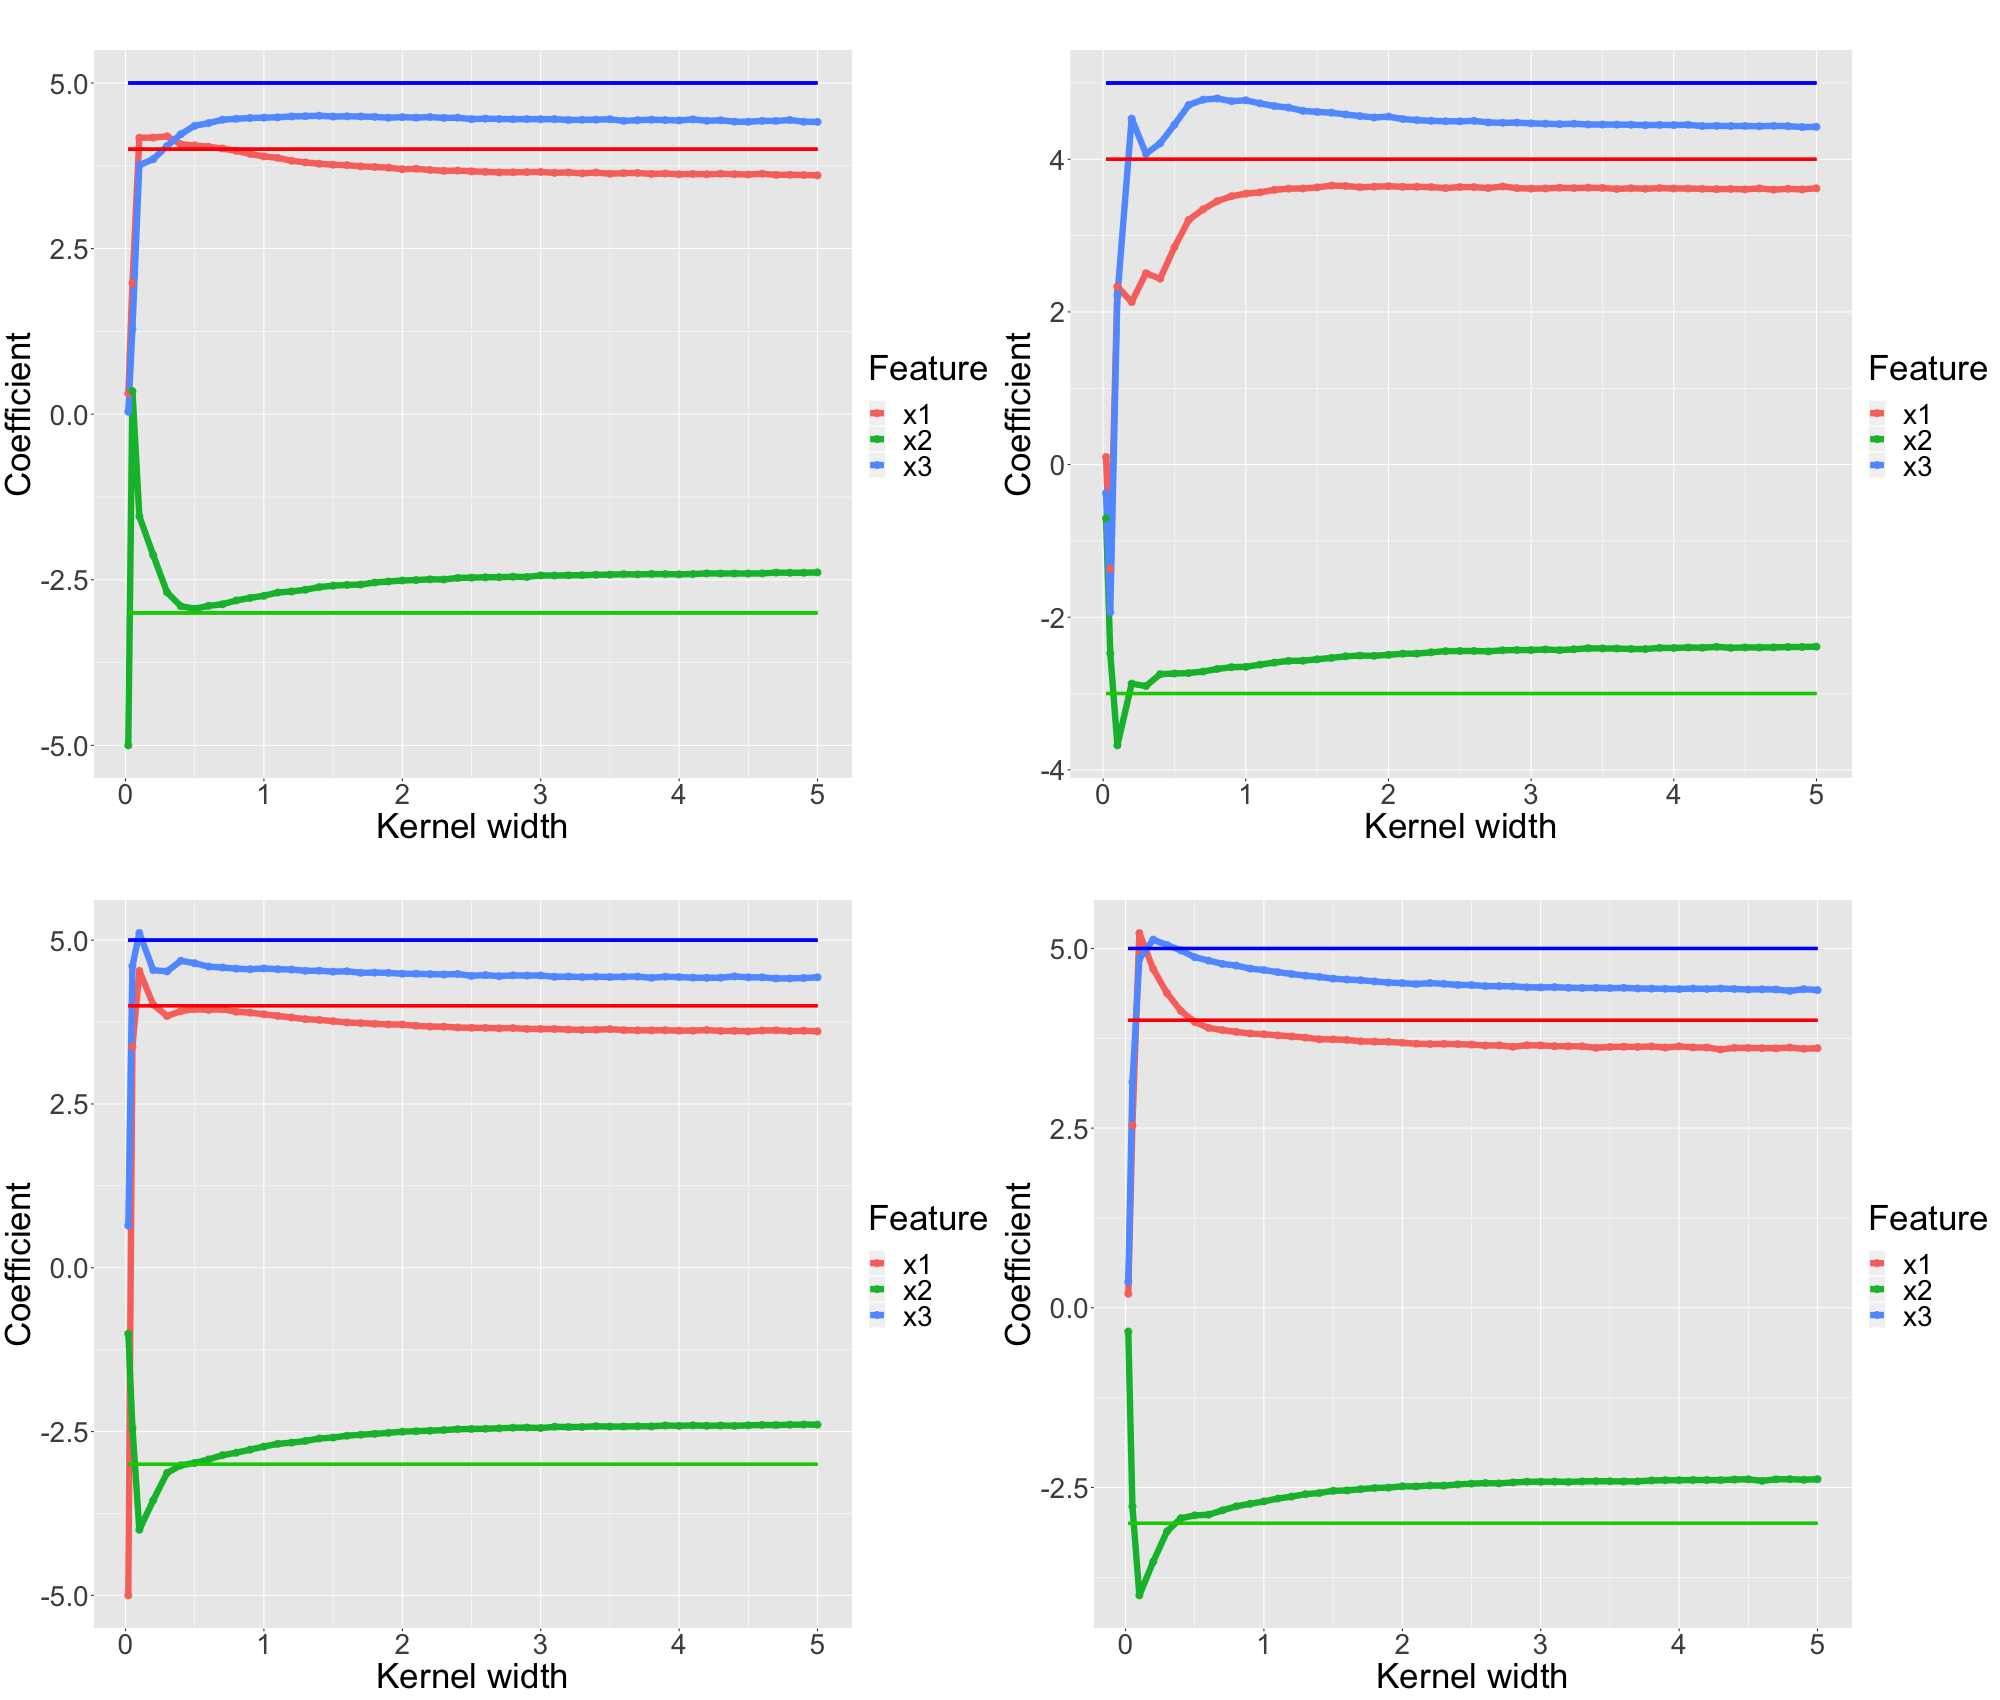 5.0
2.5
0.0
-2.5
-5.0
Coefficient
0 1 2 3 4 5
Kernel width
Feature
x1
x2
x3
4
2
0
-2
-4
Coefficient
0 1 2 3 4 5
Kernel width
Feature
x1
x2
x3
5.0
2.5
0.0
-2.5
-5.0
Coefficient
0 1 2 3 4 5
Kernel width
Feature
x1
x2
x3
5.0
2.5
0.0
-2.5
Coefficient
0 1 2 3 4 5
Kernel width
Feature
x1
x2
x3